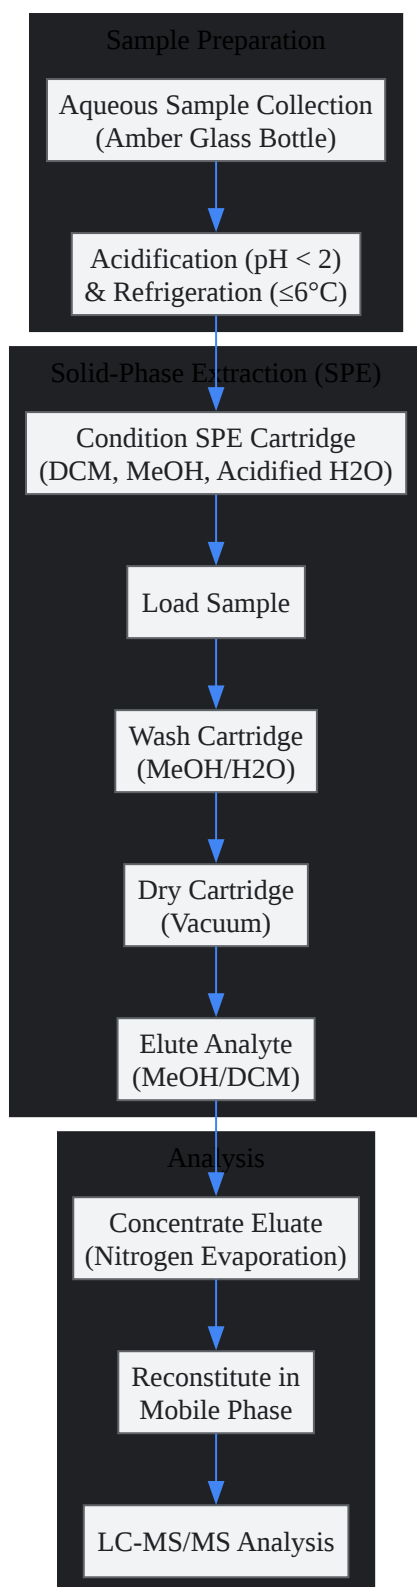 Sample Preparation
Aqueous Sample Collection
(Amber Glass Bottle)
Acidification (pH < 2)
& Refrigeration (≤6°C)
Solid-Phase Extraction (SPE)
Condition SPE Cartridge
(DCM, MeOH, Acidified H2O)
Load Sample
Wash Cartridge
(MeOH/H2O)
Dry Cartridge
(Vacuum)
Elute Analyte
(MeOH/DCM)
Analysis
Concentrate Eluate
(Nitrogen Evaporation)
Reconstitute in
Mobile Phase
LC-MS/MS Analysis